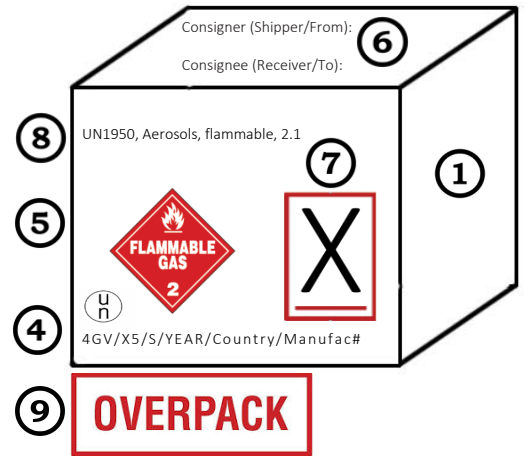 Consigner (Shipper/From):
6
Consignee (Receiver/To):
8
UN1950, Aerosols, flammable, 2.1
7
1
5
X
FLAMMABLE
GAS
2
u
n
4
4GV/X5/S/YEAR/Country/Manufac#
9
OVERPACK